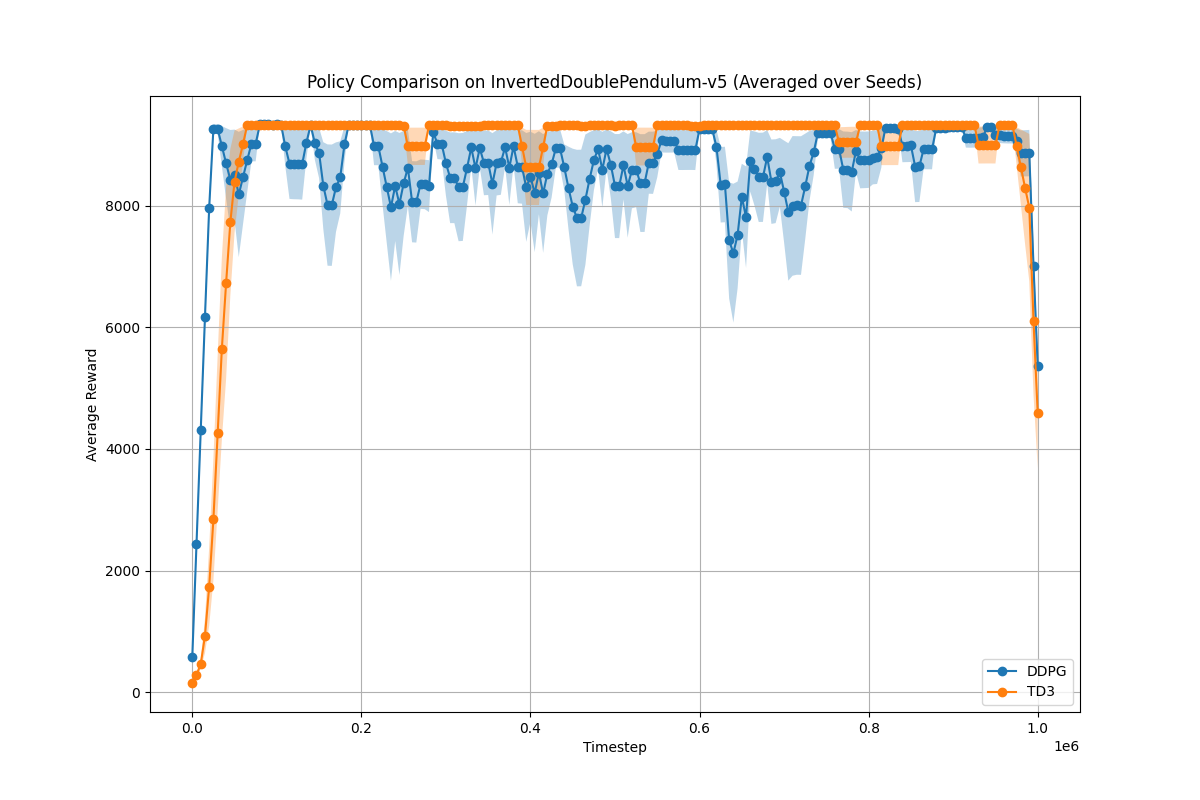 Policy Comparison on InvertedDoublePendulum-v5 (Averaged over Seeds)
Average Reward
8000
6000
4000
2000
0
0.0
0.2
0.4
0.6
0.8
1.0
1e6
Timestep
DDPG
TD3